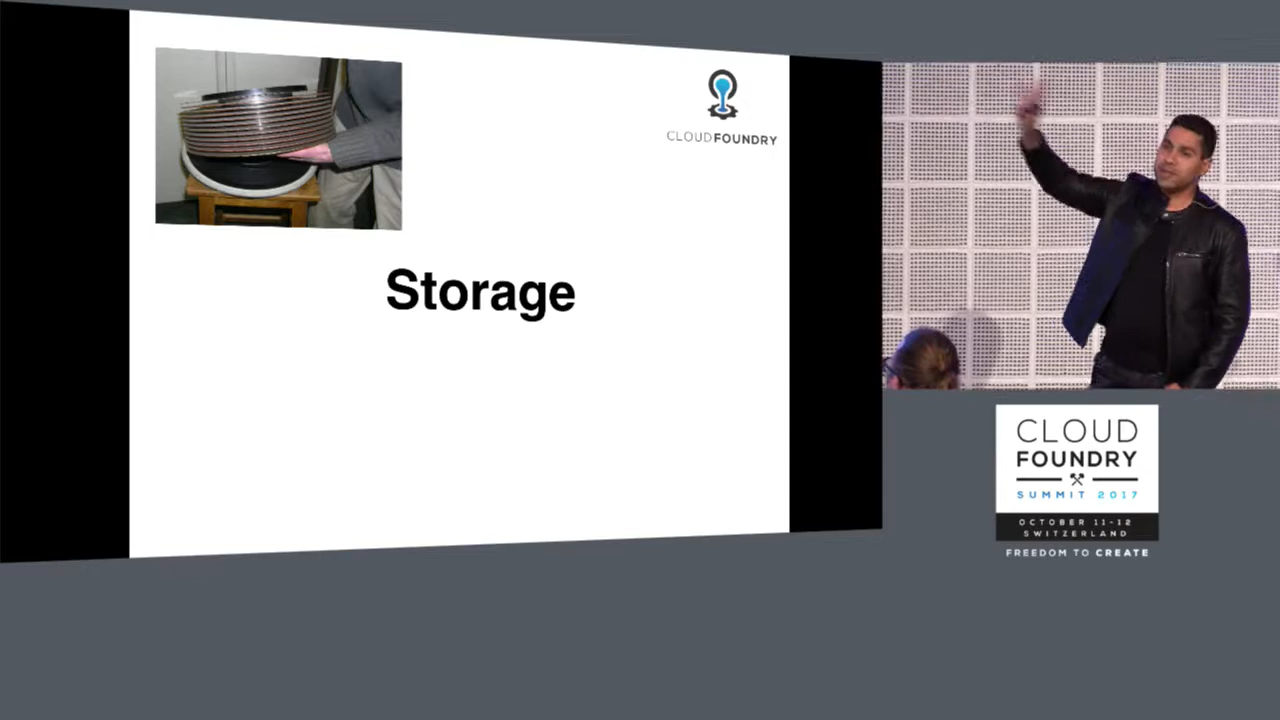 CLOUDFOUNDRY
Storage
CLOUD
FOUNDRY
SUMMIT 2017
OCTOBER 11-12
SWITZERLAND
FREEDOM TO CREATE